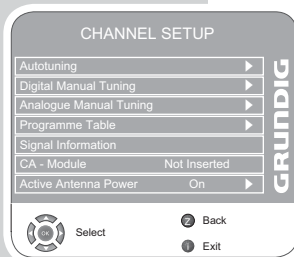 CHANNEL SETUP
Autotuning
Digital Manual Tuning
Analogue Manual Tuning
Programme Table
Signal Information
CA - Module Not Inserted
Active Antenna Power On
GRUNDIG
OK Select
Z Back
i Exit